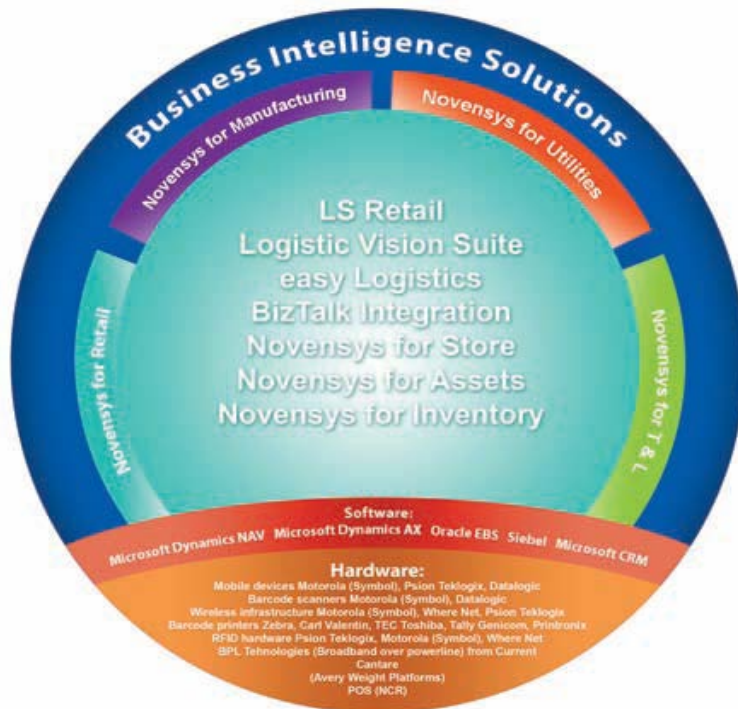 Business Intelligence Solutions
Novensys for Manufacturing
Novensys for Utilities
Novensys for Retail
Novensys for T & L
LS Retail
Logistic Vision Suite
easy Logistics
BizTalk Integration
Novensys for Store
Novensys for Assets
Novensys for Inventory
Software:
Microsoft Dynamics NAV Microsoft Dynamics AX Oracle EBS Siebel Microsoft CRM
Hardware:
Mobile devices Motorola (Symbol), Psion Teklogix, Datalogic
Barcode scanners Motorola (Symbol), Datalogic
Wireless infrastructure Motorola (Symbol), Where Net, Psion Teklogix
Barcode printers Zebra, Carl Valentin, TEC Toshiba, Tally Genicom, Printronix
RFID hardware Psion Teklogix, Motorola (Symbol), Where Net
BPL Tehnologies (Broadband over powerline) from Current
Cantare
(Avery Weight Platforms)
POS (NCR)